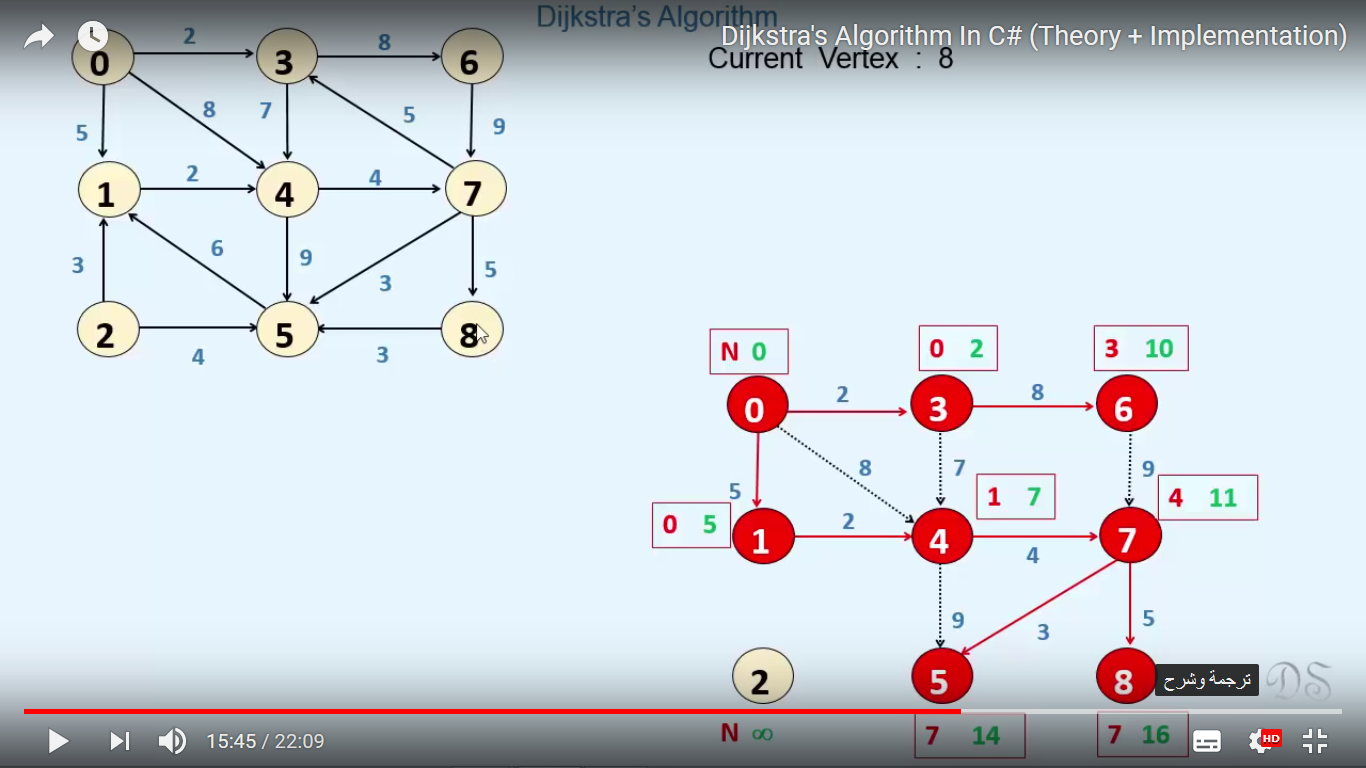 Dijkstra's Algorithm
Dijkstra's Algorithm In C# (Theory + Implementation)
Current Vertex : 8
0 2 3 8 6
5 8 7 5 9
1 2 4 4 7
3 6 9 3 5
2 4 5 3 8
N 0
0 2
3 10
0 2 3 8 6
5 8 7 9
1 7
4 11
0 5
1 2 4 4 7
9 3 5
2 5 8
ترجمة وشرح
DS
N ∞
7 14
7 16
15:45 / 22:09
HD